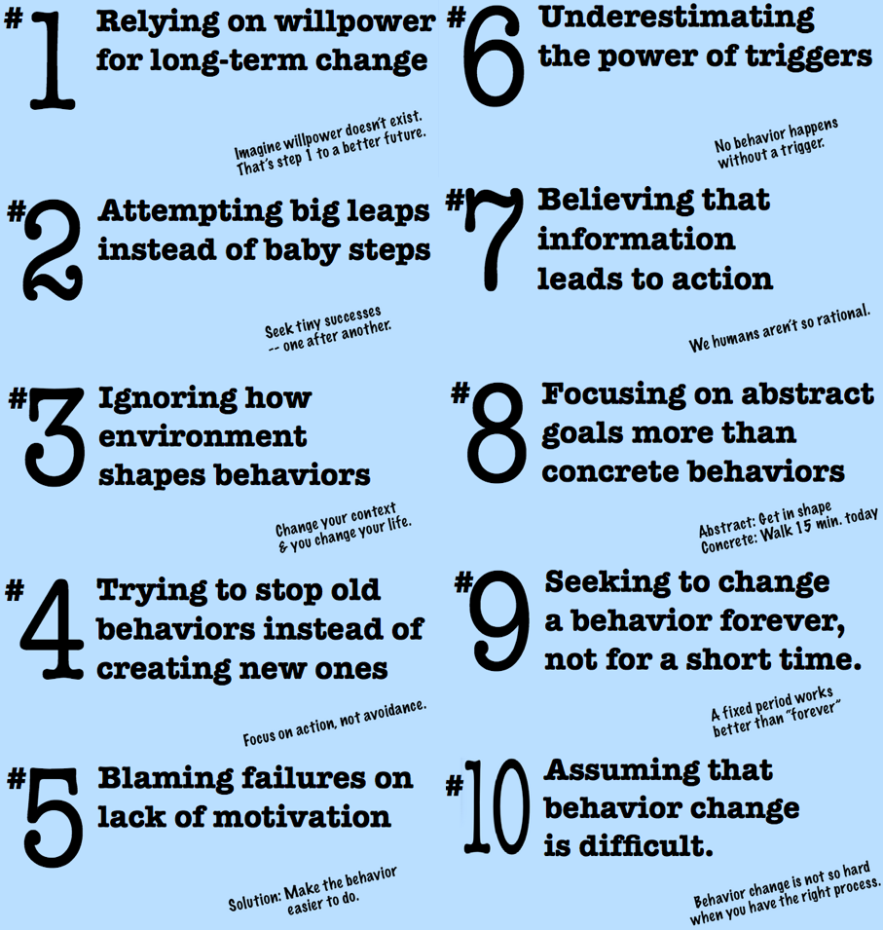 #1 Relying on willpower
for long-term change
Imagine willpower doesn't exist.
That's step 1 to a better future.
#2 Attempting big leaps
instead of baby steps
Seek tiny successes
-- one after another.
#3 Ignoring how
environment
shapes behaviors
Change your context
& you change your life.
#4 Trying to stop old
behaviors instead of
creating new ones
Focus on action, not avoidance.
#5 Blaming failures on
lack of motivation
Solution: Make the behavior
easier to do.
#6 Underestimating
the power of triggers
No behavior happens
without a trigger.
#7 Believing that
information
leads to action
We humans aren't so rational.
#8 Focusing on abstract
goals more than
concrete behaviors
Abstract: Get in shape
Concrete: Walk 15 min. today
#9 Seeking to change
a behavior forever,
not for a short time.
A fixed period works
better than "forever"
#10 Assuming that
behavior change
is difficult.
Behavior change is not so hard
when you have the right process.